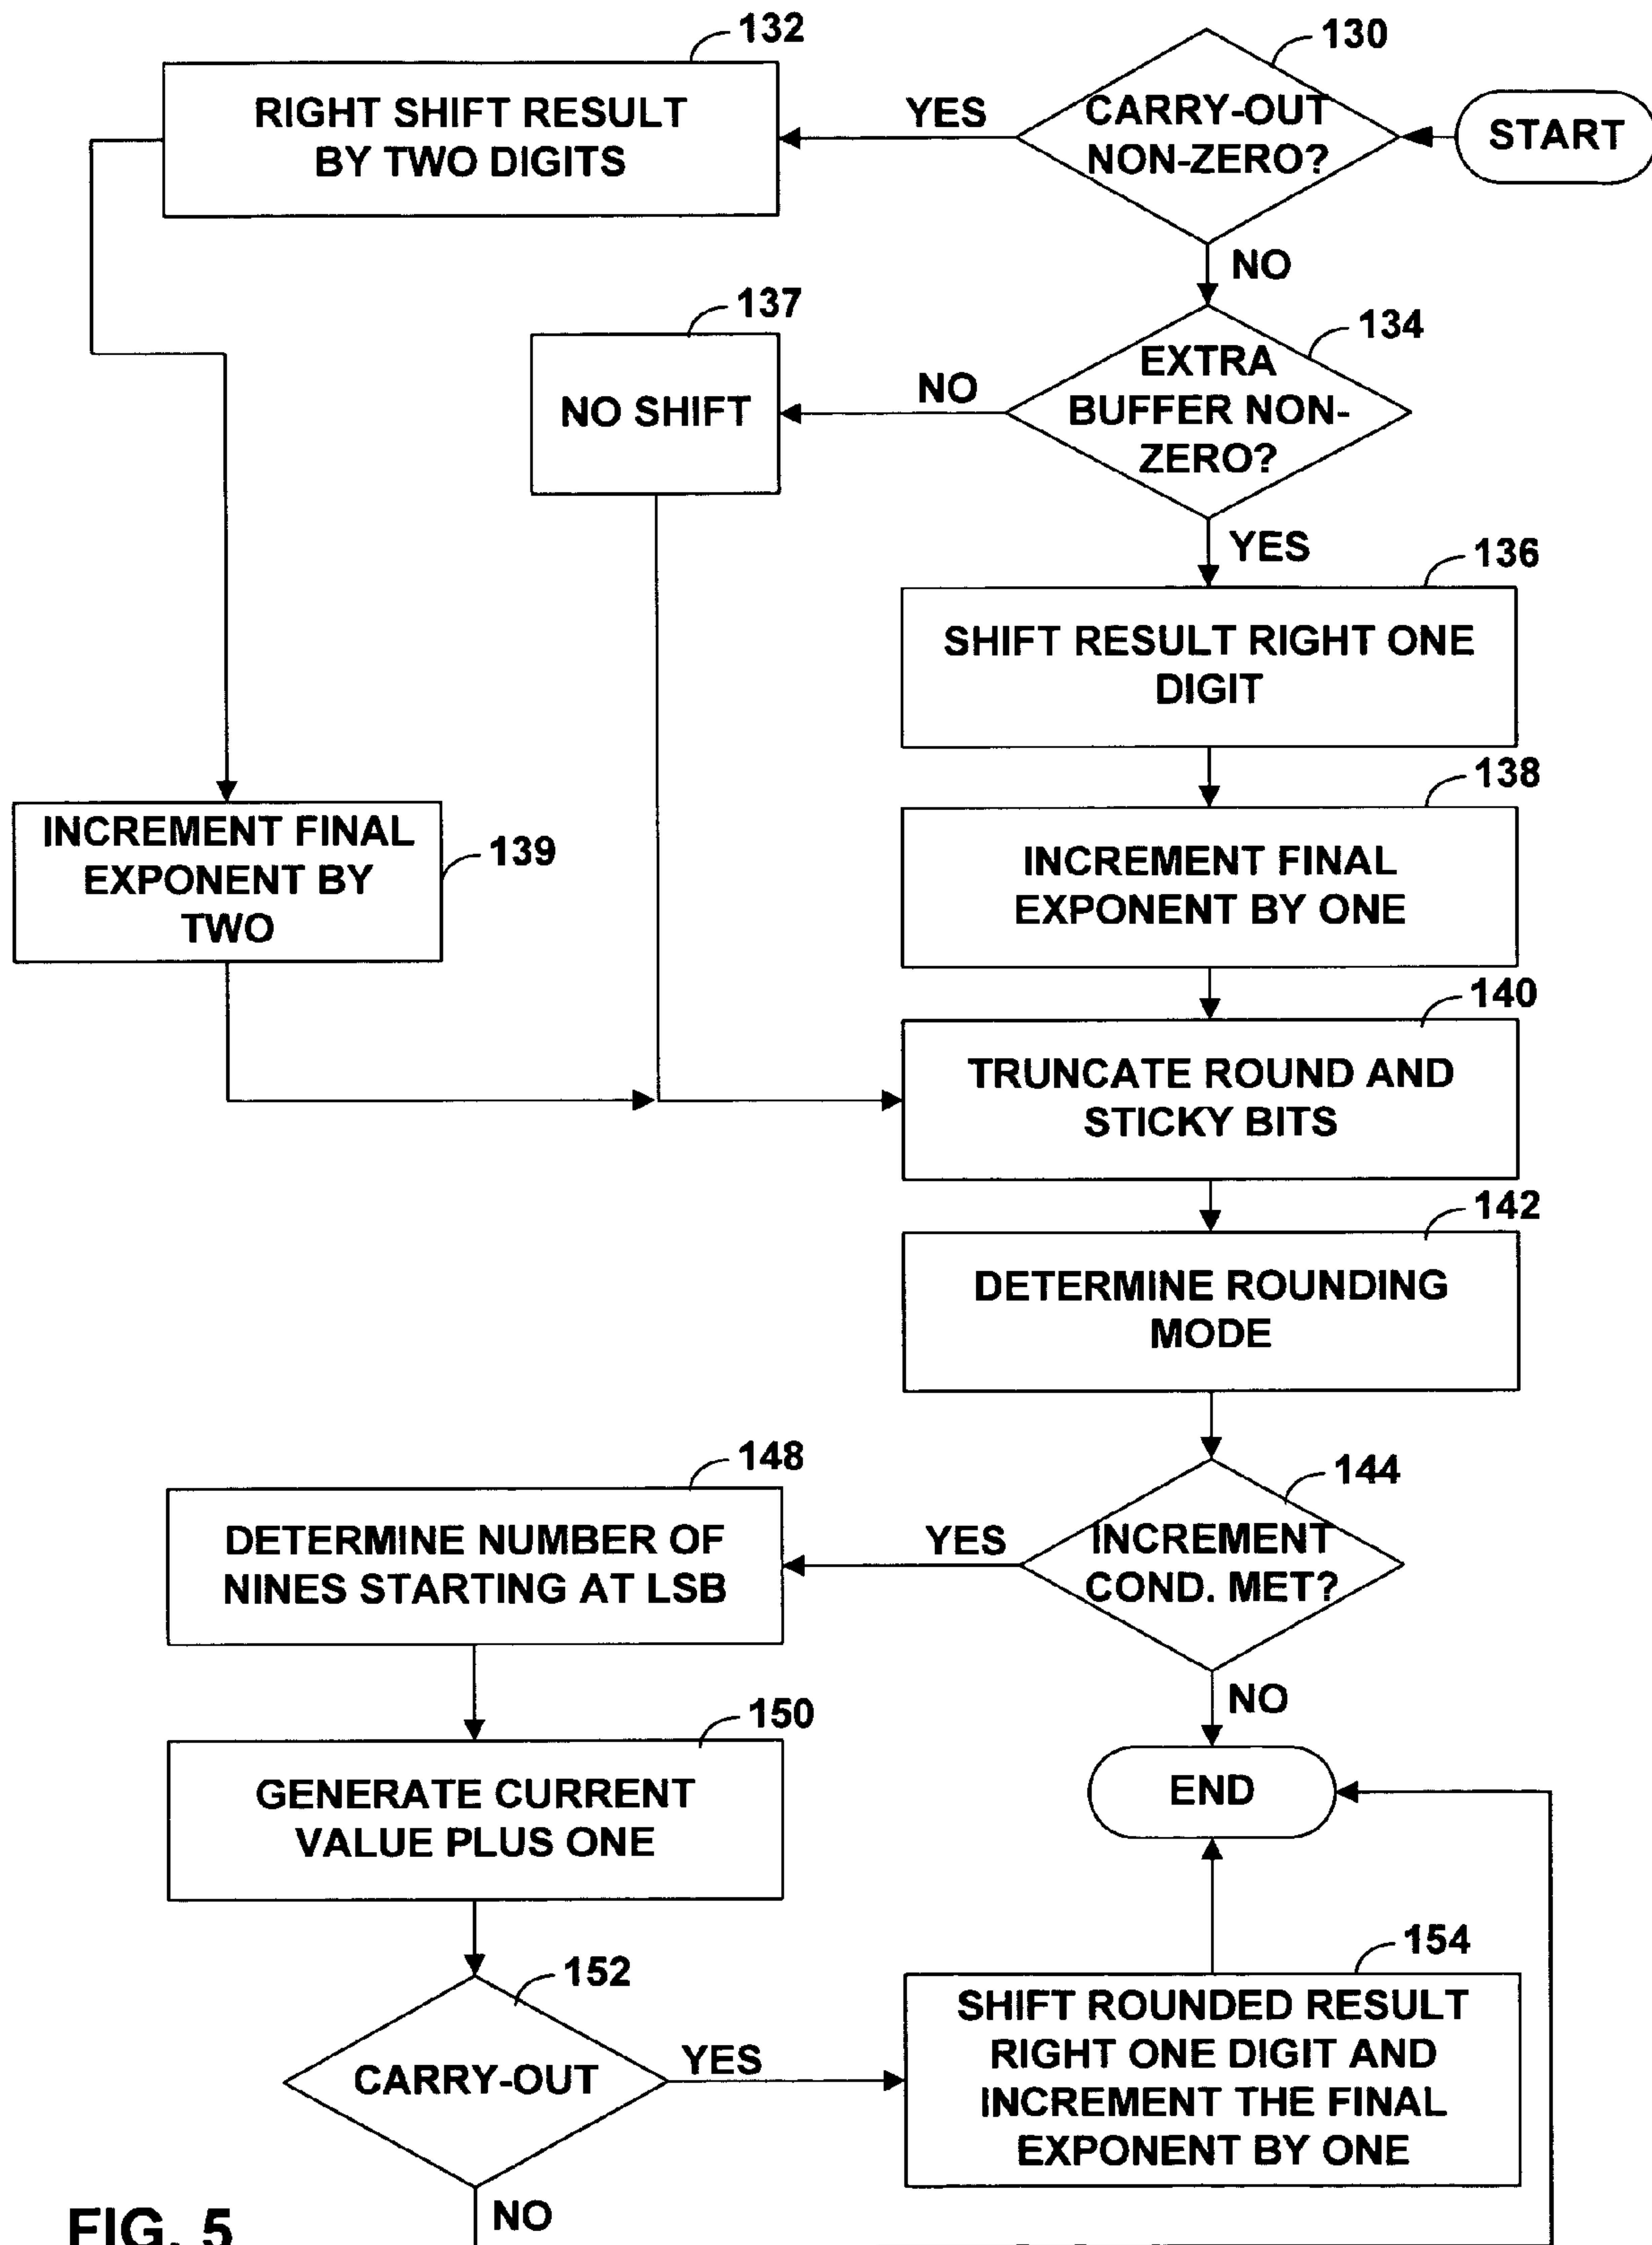 132
130
RIGHT SHIFT RESULT
BY TWO DIGITS
YES
CARRY-OUT
NON-ZERO?
START
NO
137
134
NO SHIFT
NO
EXTRA
BUFFER NON-
ZERO?
YES
136
SHIFT RESULT RIGHT ONE
DIGIT
138
INCREMENT FINAL
EXPONENT BY
TWO
139
INCREMENT FINAL
EXPONENT BY ONE
140
TRUNCATE ROUND AND
STICKY BITS
142
DETERMINE ROUNDING
MODE
148
144
DETERMINE NUMBER OF
NINES STARTING AT LSB
YES
INCREMENT
COND. MET?
NO
150
GENERATE CURRENT
VALUE PLUS ONE
END
152
154
CARRY-OUT
YES
SHIFT ROUNDED RESULT
RIGHT ONE DIGIT AND
INCREMENT THE FINAL
EXPONENT BY ONE
NO
FIG. 5